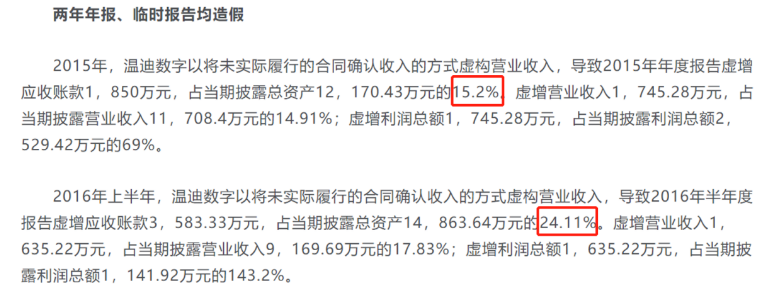 两年年报、临时报告均造假
2015年，温迪数字以将未实际履行的合同确认收入的方式虚构营业收入，导致2015年年度报告虚增
应收账款1，850万元，占当期披露总资产12，170.43万元的15.2%。虚增营业收入1，745.28万元，占
当期披露营业收入11，708.4万元的14.91%；虚增利润总额1，745.28万元，占当期披露利润总额2，
529.42万元的69%。
2016年上半年，温迪数字以将未实际履行的合同确认收入的方式虚构营业收入，导致2016年半年度
报告虚增应收账款3，583.33万元，占当期披露总资产14，863.64万元的24.11%。虚增营业收入1，
635.22万元，占当期披露营业收入9，169.69万元的17.83%；虚增利润总额1，635.22万元，占当期披
露利润总额1，141.92万元的143.2%。